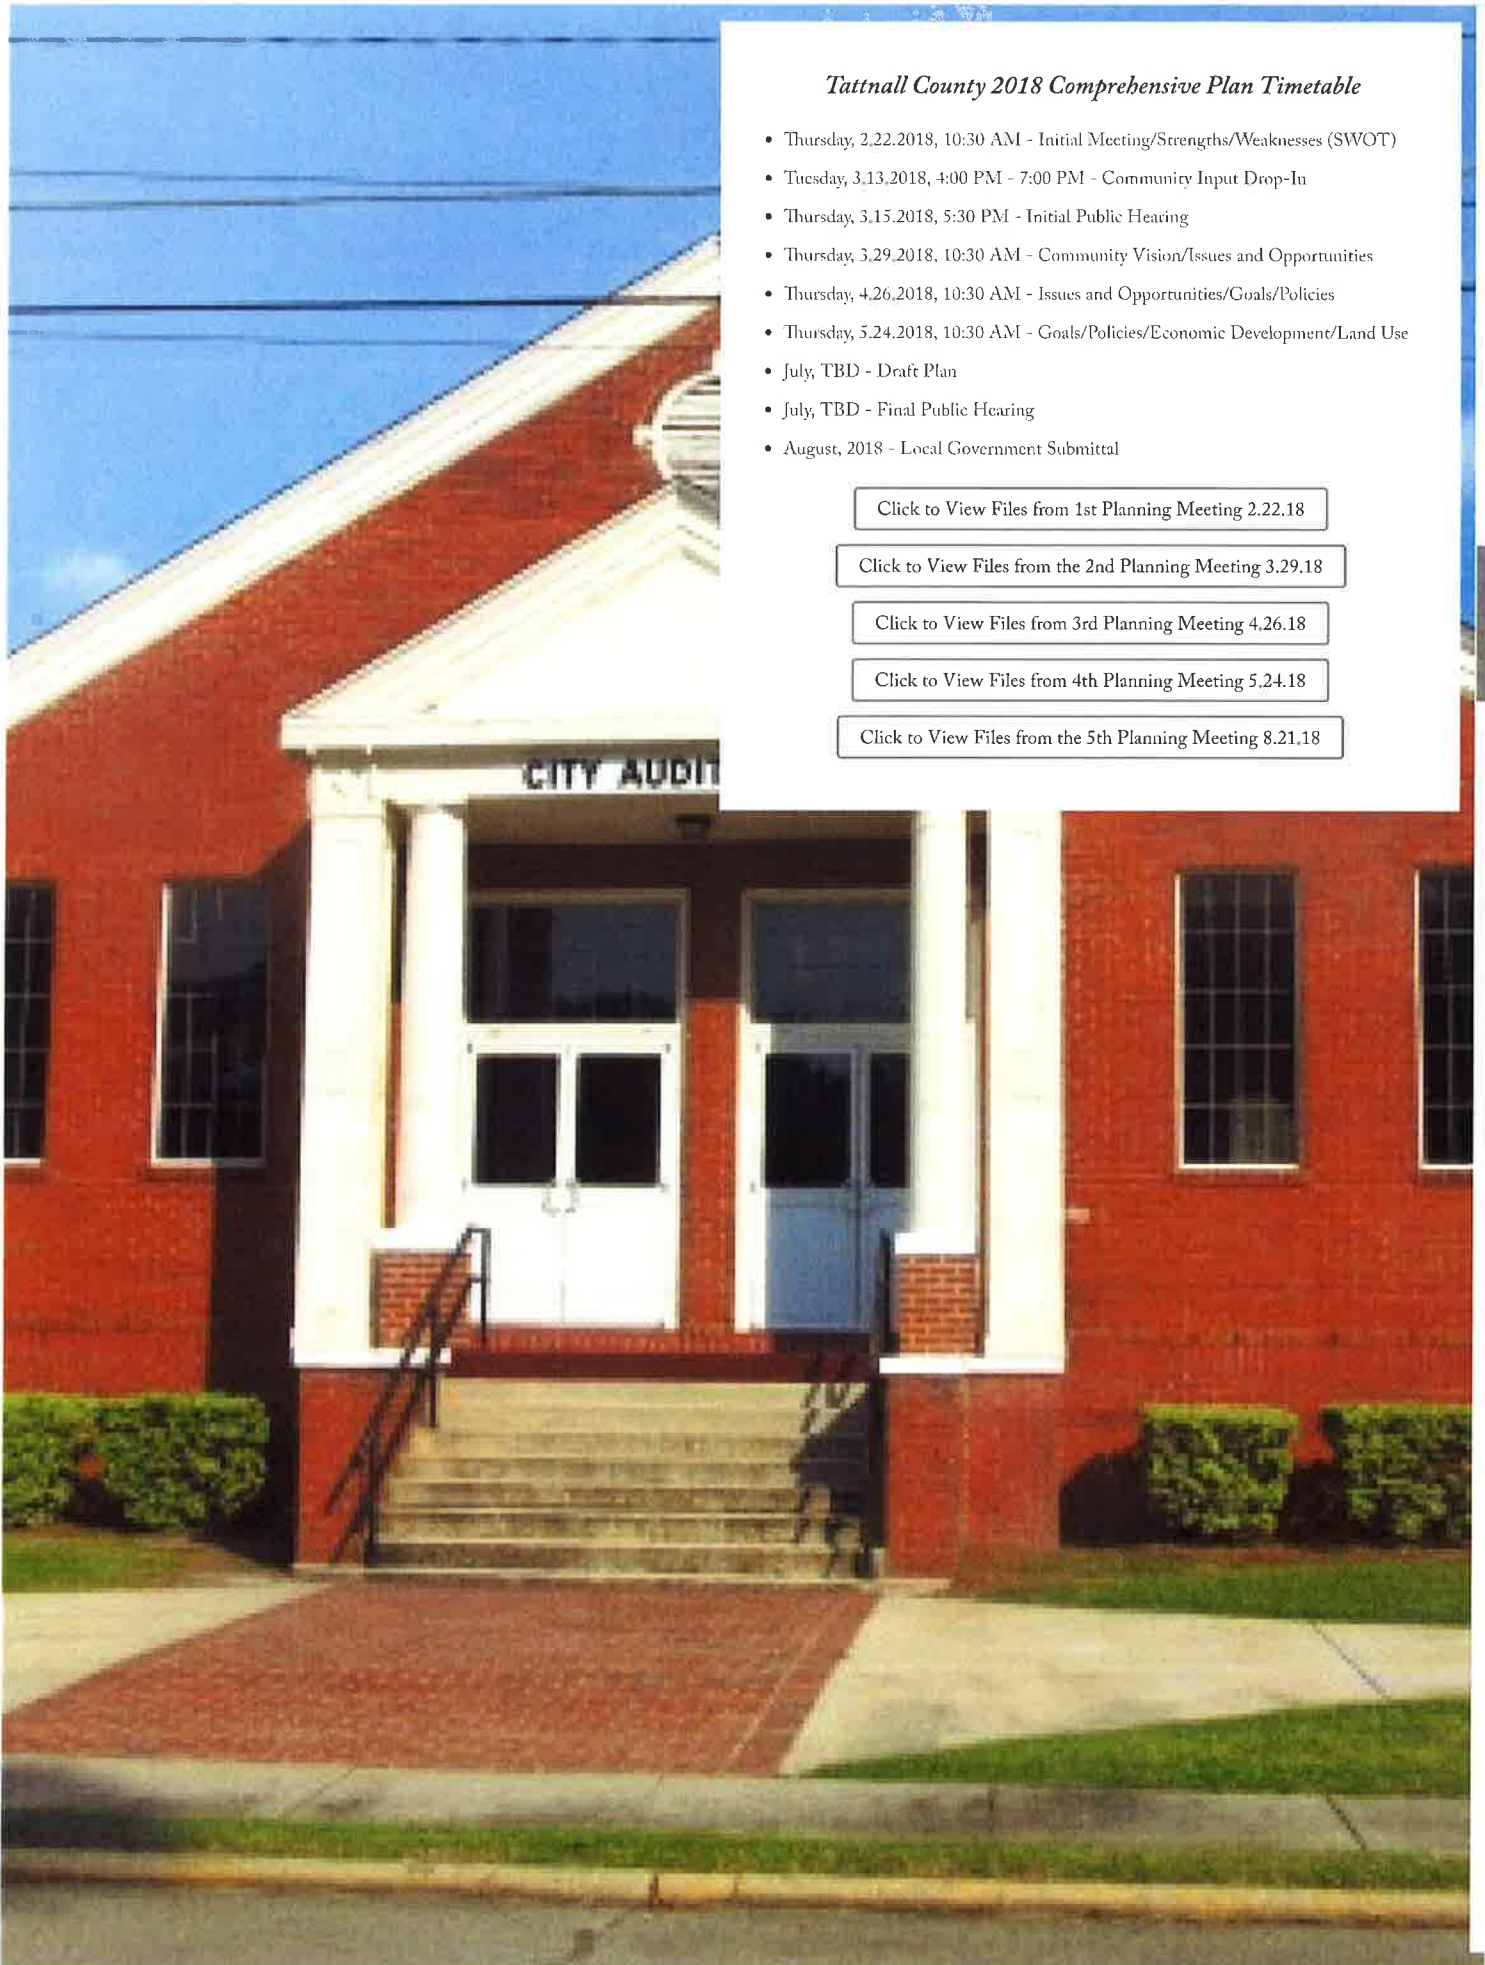 Tattnall County 2018 Comprehensive Plan Timetable
• Thursday, 2.22.2018, 10:30 AM - Initial Meeting/Strengths/Weaknesses (SWOT)
• Tuesday, 3.13.2018, 4:00 PM - 7:00 PM - Community Input Drop-In
• Thursday, 3.15.2018, 5:30 PM - Initial Public Hearing
• Thursday, 3.29.2018, 10:30 AM - Community Vision/Issues and Opportunities
• Thursday, 4.26.2018, 10:30 AM - Issues and Opportunities/Goals/Policies
• Thursday, 5.24.2018, 10:30 AM - Goals/Policies/Economic Development/Land Use
• July, TBD - Draft Plan
• July, TBD - Final Public Hearing
• August, 2018 - Local Government Submittal
Click to View Files from 1st Planning Meeting 2.22.18
Click to View Files from the 2nd Planning Meeting 3.29.18
Click to View Files from 3rd Planning Meeting 4.26.18
Click to View Files from 4th Planning Meeting 5.24.18
Click to View Files from the 5th Planning Meeting 8.21.18
CITY AUDIT